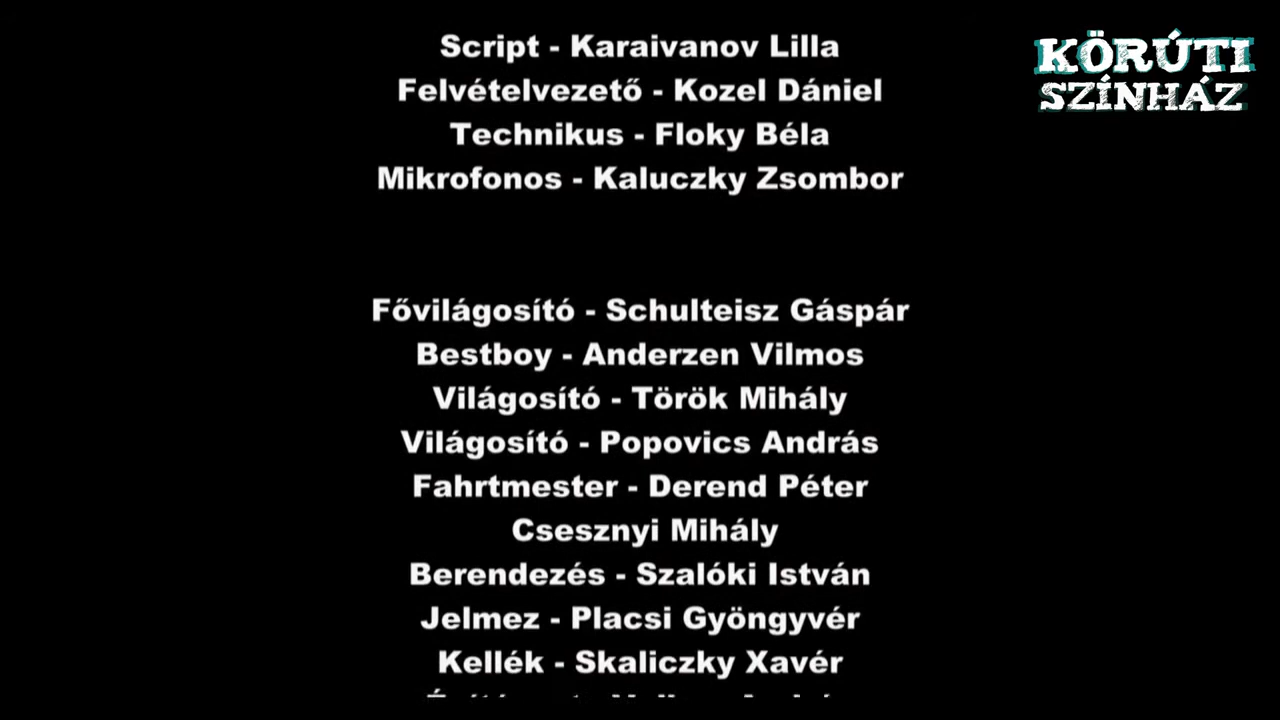 Script - Karaivanov Lilla
Felvételvezető - Kozel Dániel
Technikus - Floky Béla
Mikrofonos - Kaluczky Zsombor
KÖRÚTI
SZÍNHÁZ
Fővilágosító - Schulteisz Gáspár
Bestboy - Anderzen Vilmos
Világosító - Török Mihály
Világosító - Popovics András
Fahrtmester - Derend Péter
Csesznyi Mihály
Berendezés - Szalóki István
Jelmez - Placsi Gyöngyvér
Kellék - Skaliczky Xavér